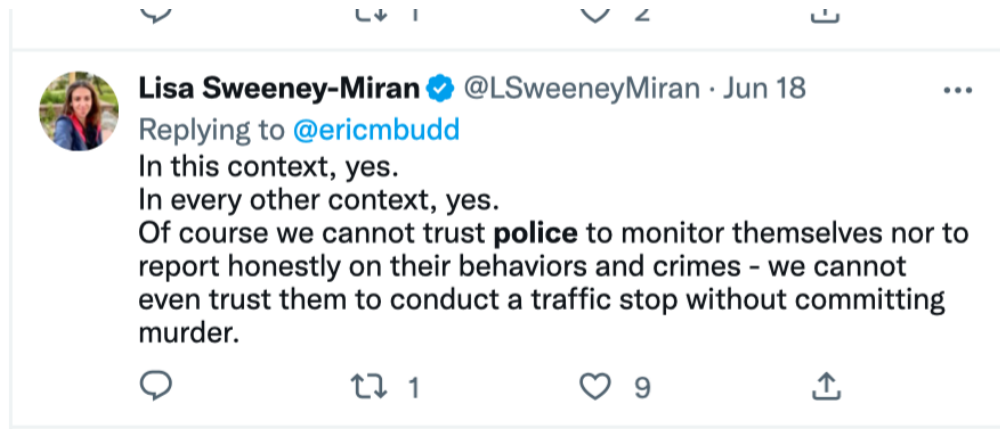 1 2
Lisa Sweeney-Miran @LSweeneyMiran · Jun 18
Replying to @ericmbudd
In this context, yes.
In every other context, yes.
Of course we cannot trust police to monitor themselves nor to
report honestly on their behaviors and crimes - we cannot
even trust them to conduct a traffic stop without committing
murder.
1 9